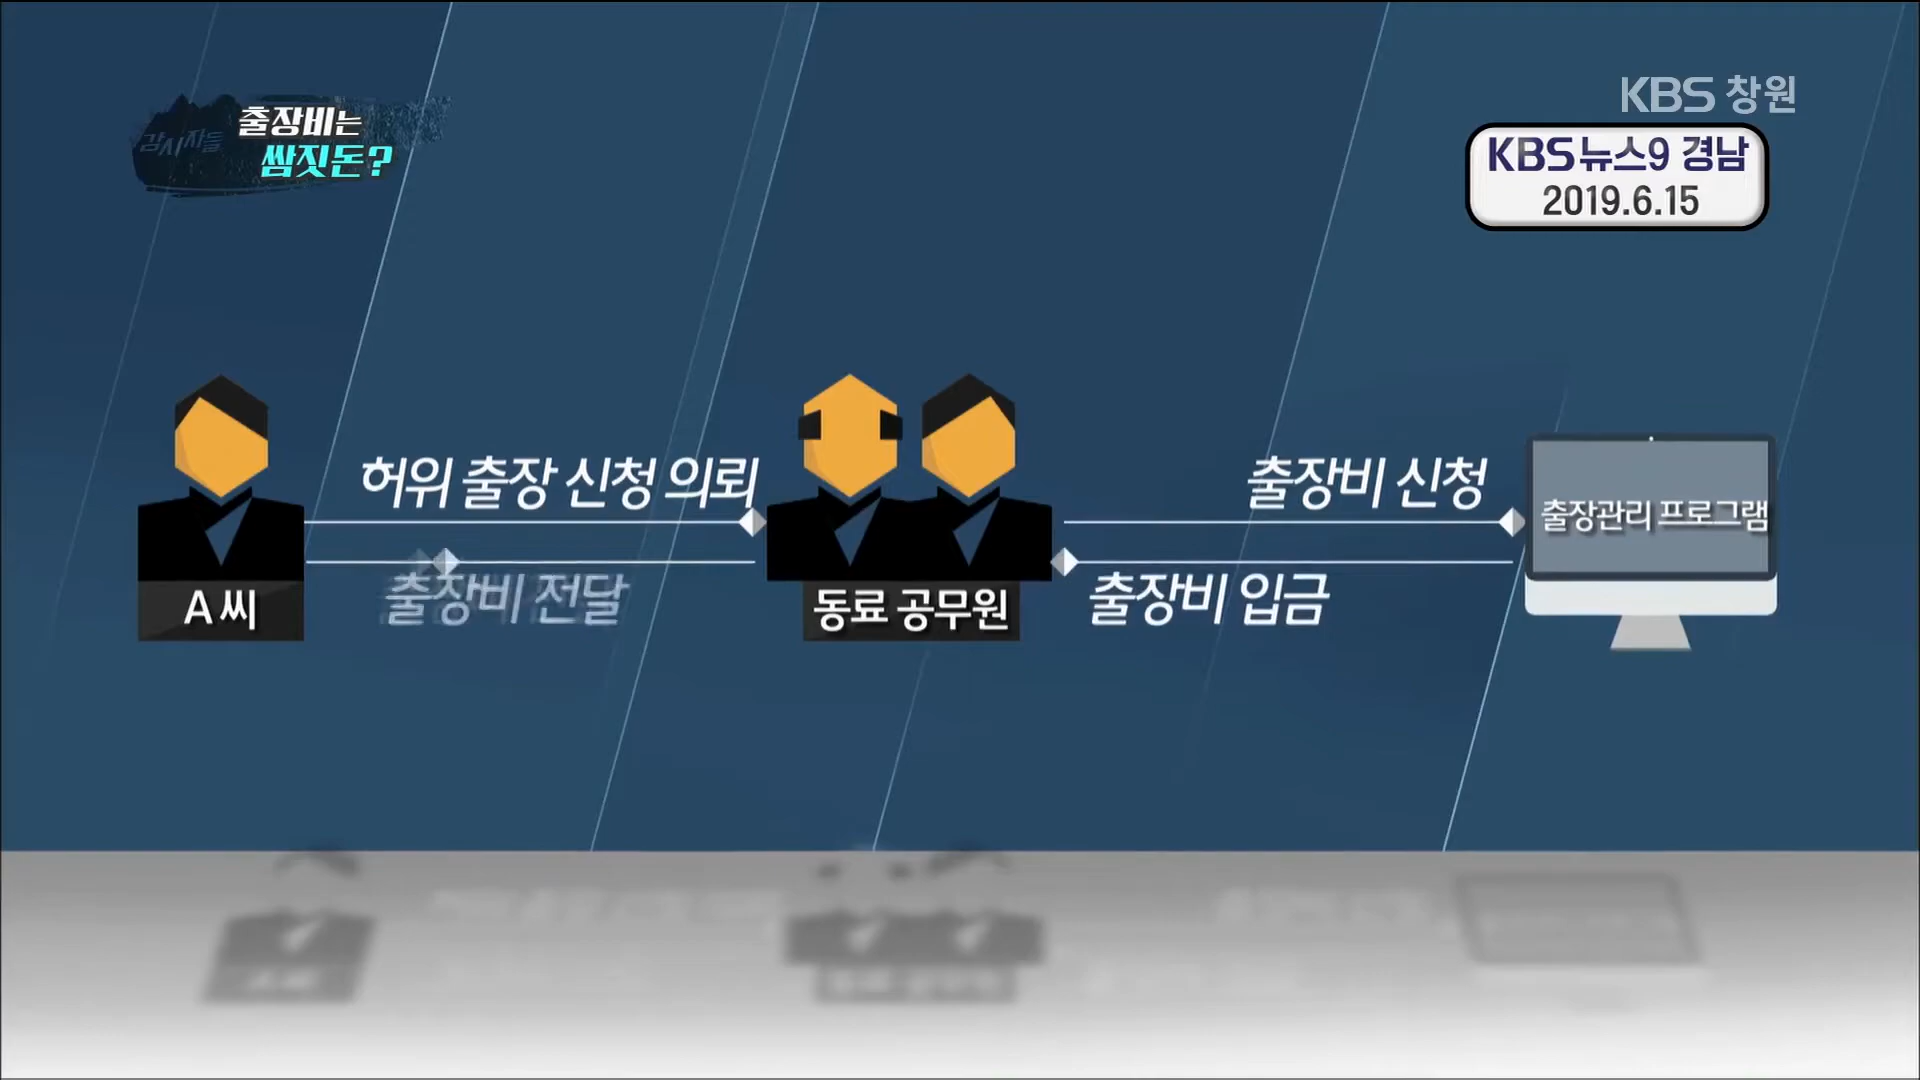 KBS 창원
감시자들
출장비는
쌈짓돈?
KBS뉴스9 경남
2019.6.15
허위 출장 신청 의뢰
출장비 신청
출장관리 프로그램
출장비 전달
출장비 입금
A 씨
동료 공무원